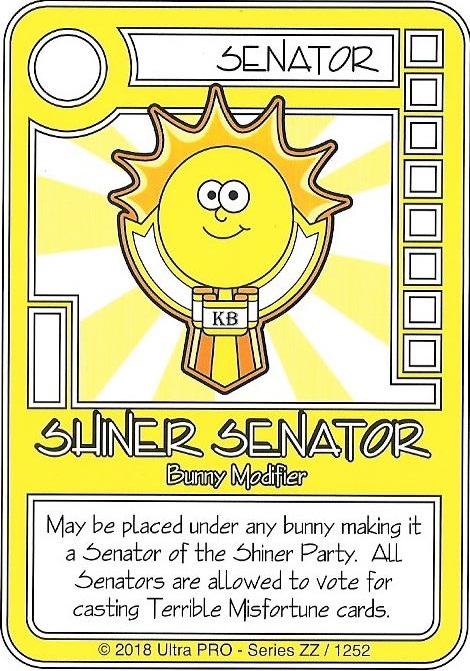 SENATOR
KB
SHINER SENATOR
Bunny Modifier
May be placed under any bunny making it
a Senator of the Shiner Party. All
Senators are allowed to vote for
casting Terrible Misfortune cards.
© 2018 Ultra PRO - Series ZZ / 1252